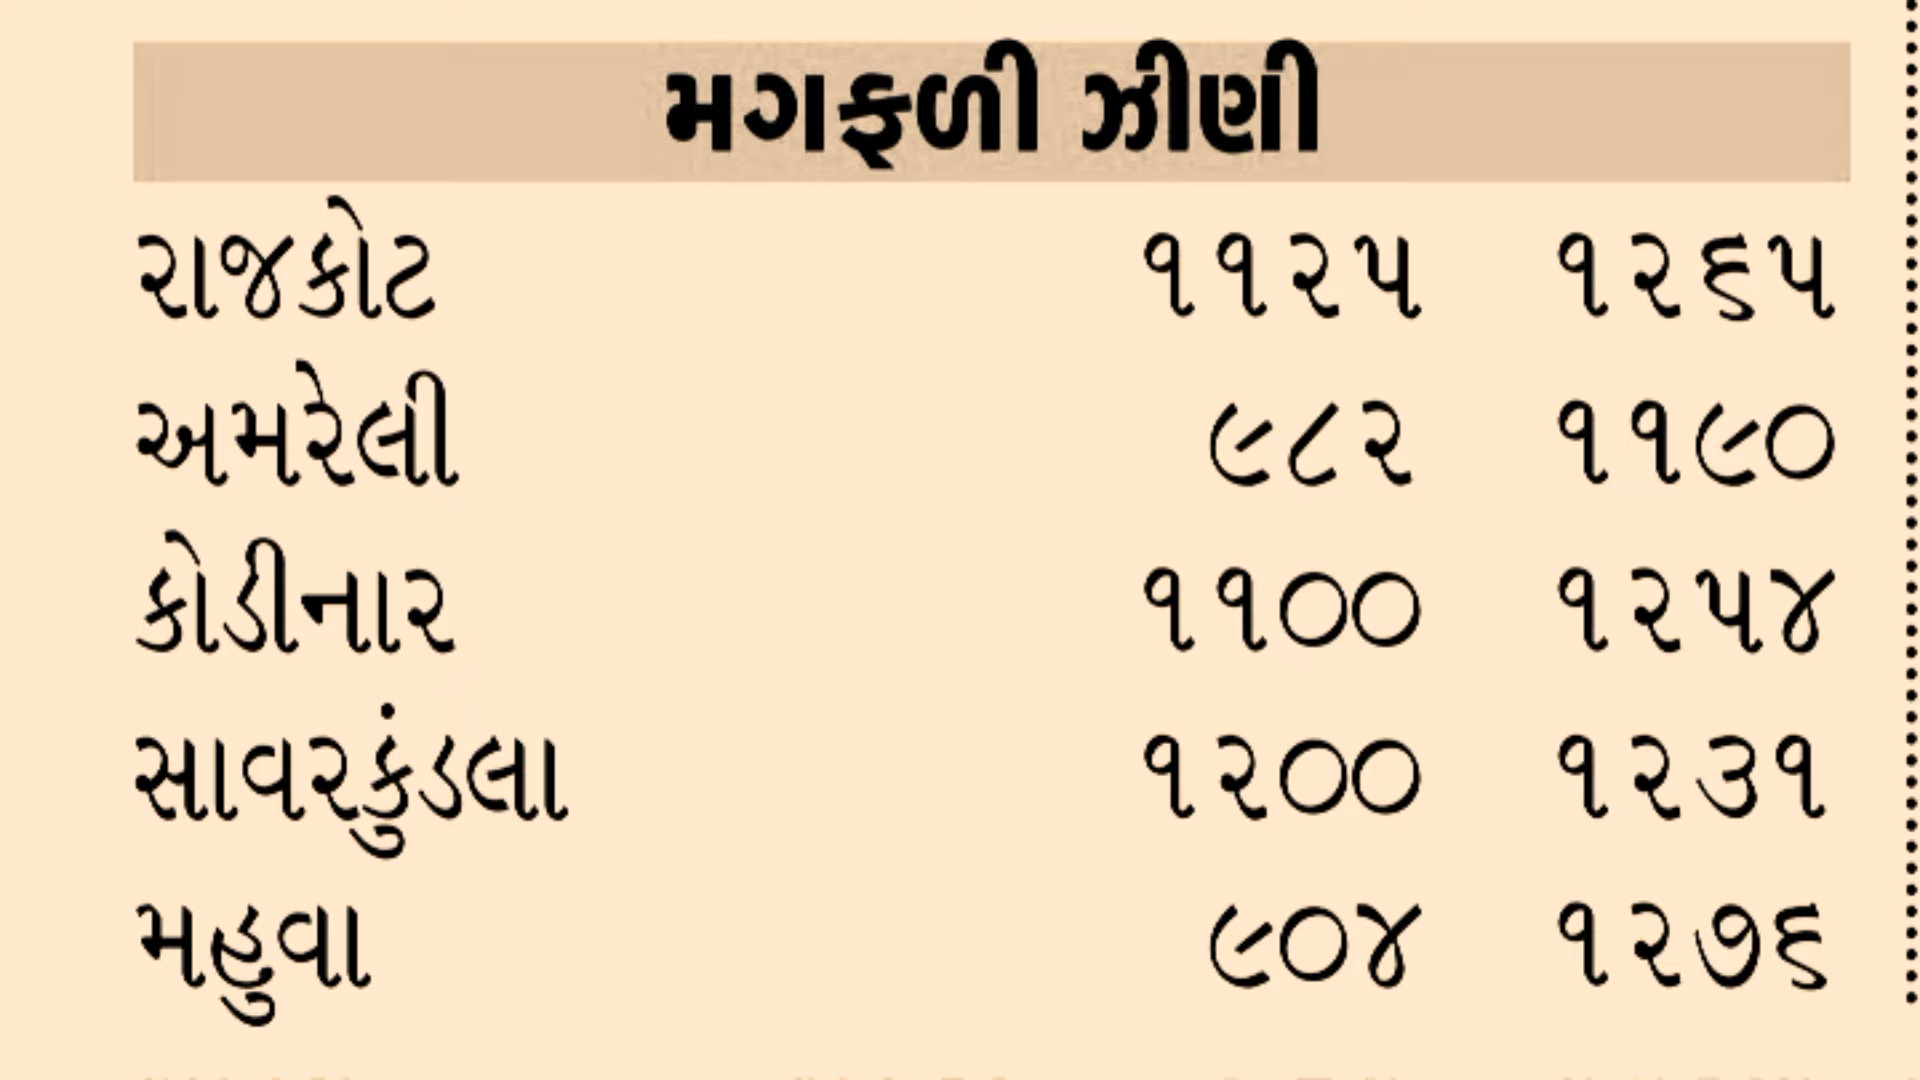 મગફળી ઝીણી
રાજકોટ ૧૧૨૫ ૧૨૬૫
અમરેલી ૯૮૨ ૧૧૯૦
કોડીનાર ૧૧૦૦ ૧૨૫૪
સાવરકુંડલા ૧૨૦૦ ૧૨૩૧
મહુવા ૯૦૪ ૧૨૭૬